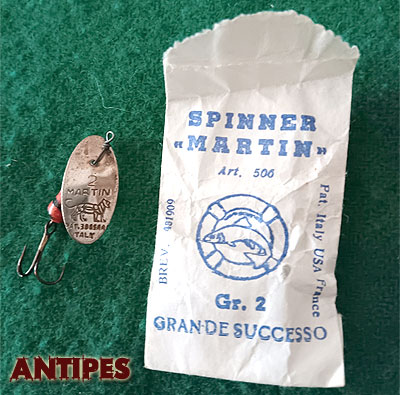 SPINNER
«MARTIN»
Art. 506
BREV.
Pat. Italy USA France
Gr. 2
GRANDE SUCCESSO
2
MARTIN
ITALY
ANTIPES